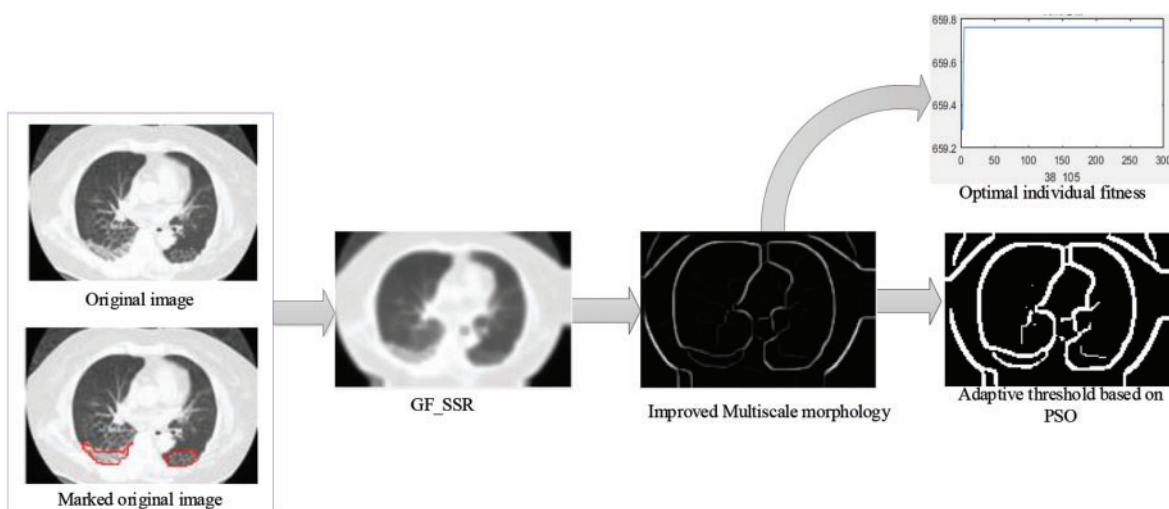 Original image
Marked original image
GF_SSR
Improved Multiscale morphology
659.8
659.6
659.4
659.2
0 50 100 150 200 250 300
38 105
Optimal individual fitness
Adaptive threshold based on
PSO